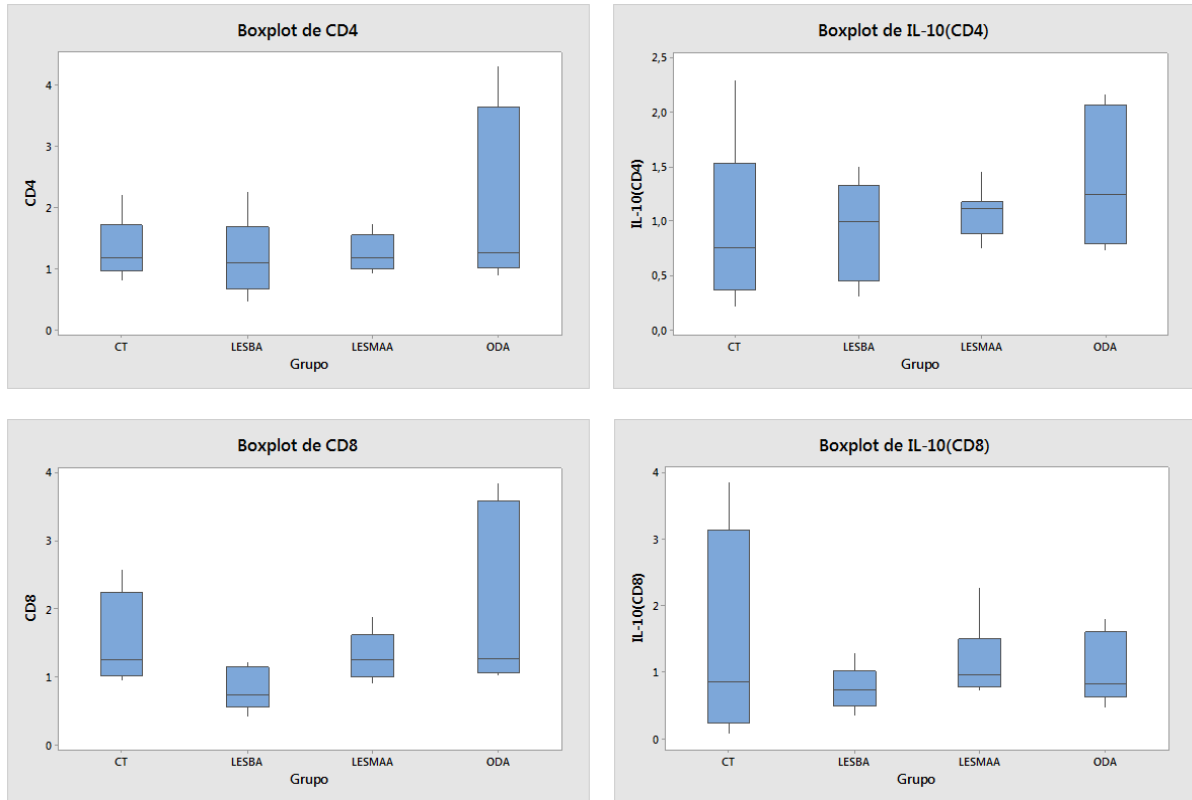 Boxplot de CD4
4
3
2
1
0
CD4
CT LESBA LESMAA ODA
Grupo
Boxplot de IL-10(CD4)
2,5
2,0
1,5
1,0
0,5
0,0
IL-10(CD4)
CT LESBA LESMAA ODA
Grupo
Boxplot de CD8
4
3
2
1
0
CD8
CT LESBA LESMAA ODA
Grupo
Boxplot de IL-10(CD8)
4
3
2
1
0
IL-10(CD8)
CT LESBA LESMAA ODA
Grupo